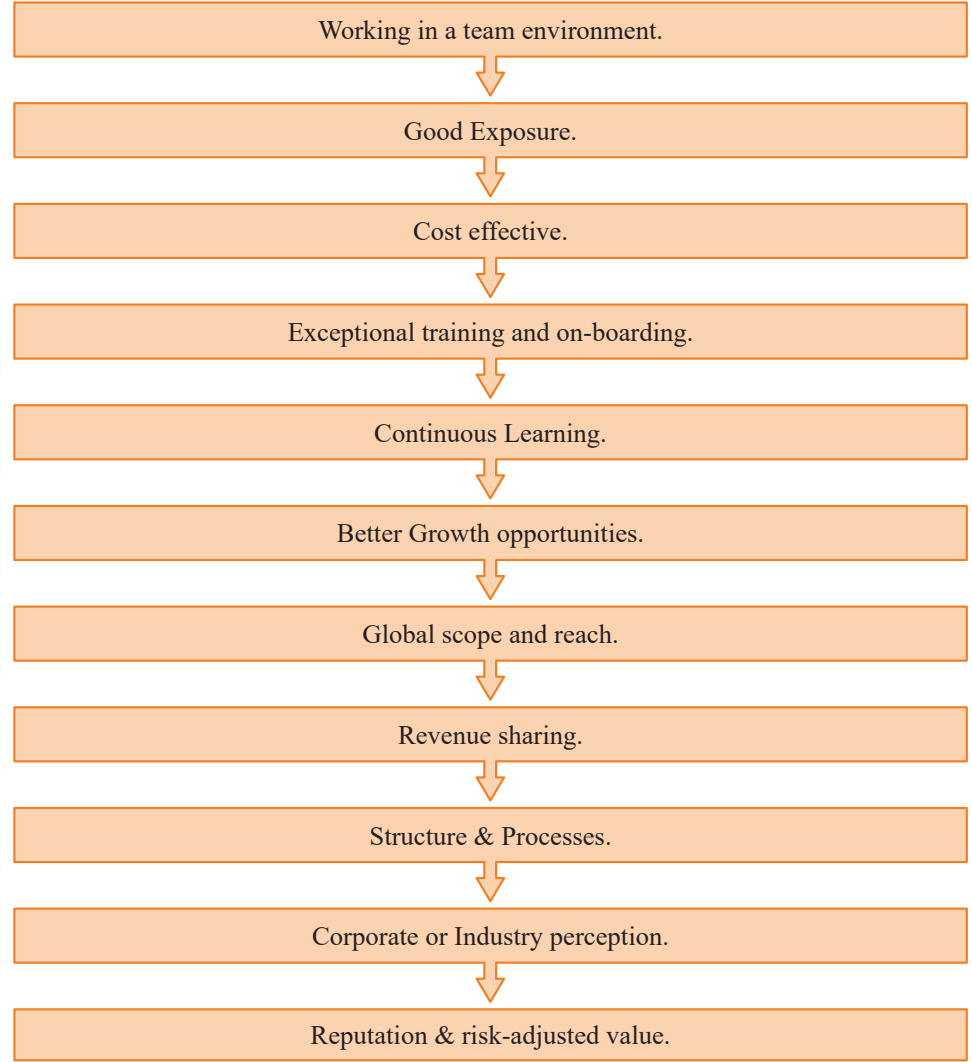 Working in a team environment.
Good Exposure.
Cost effective.
Exceptional training and on-boarding.
Continuous Learning.
Better Growth opportunities.
Global scope and reach.
Revenue sharing.
Structure & Processes.
Corporate or Industry perception.
Reputation & risk-adjusted value.